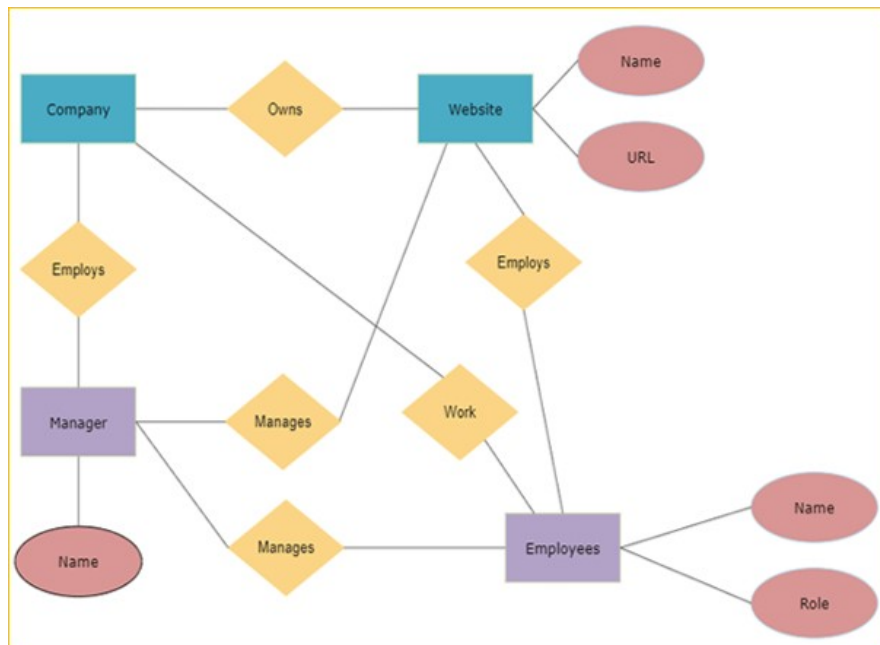 Name
Company
Owns
Website
URL
Employs
Employs
Manager
Manages
Work
Manages
Employees
Name
Name
Role